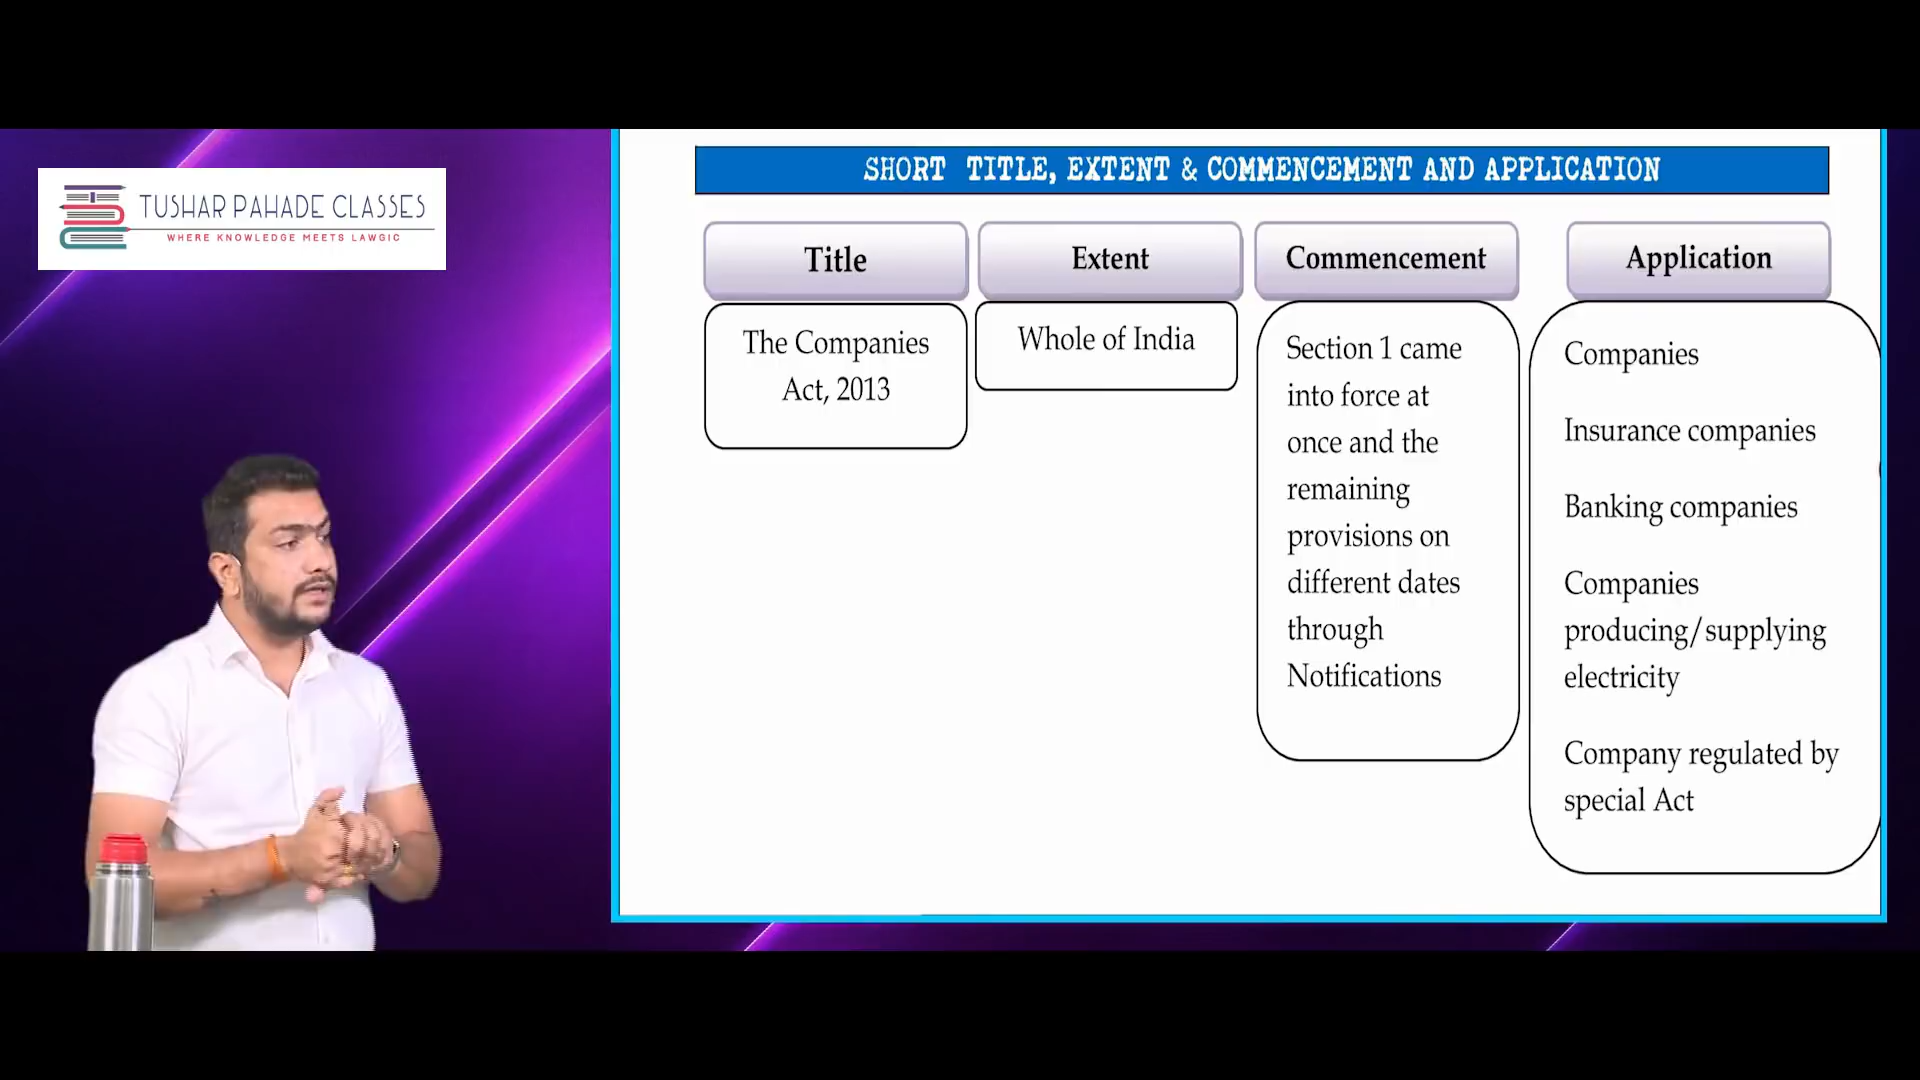 TUSHAR PAHADE CLASSES
WHERE KNOWLEDGE MEETS LAWGIC
SHORT TITLE, EXTENT & COMMENCEMENT AND APPLICATION
Title
The Companies
Act, 2013
Extent
Whole of India
Commencement
Section 1 came
into force at
once and the
remaining
provisions on
different dates
through
Notifications
Application
Companies
Insurance companies
Banking companies
Companies
producing/supplying
electricity
Company regulated by
special Act